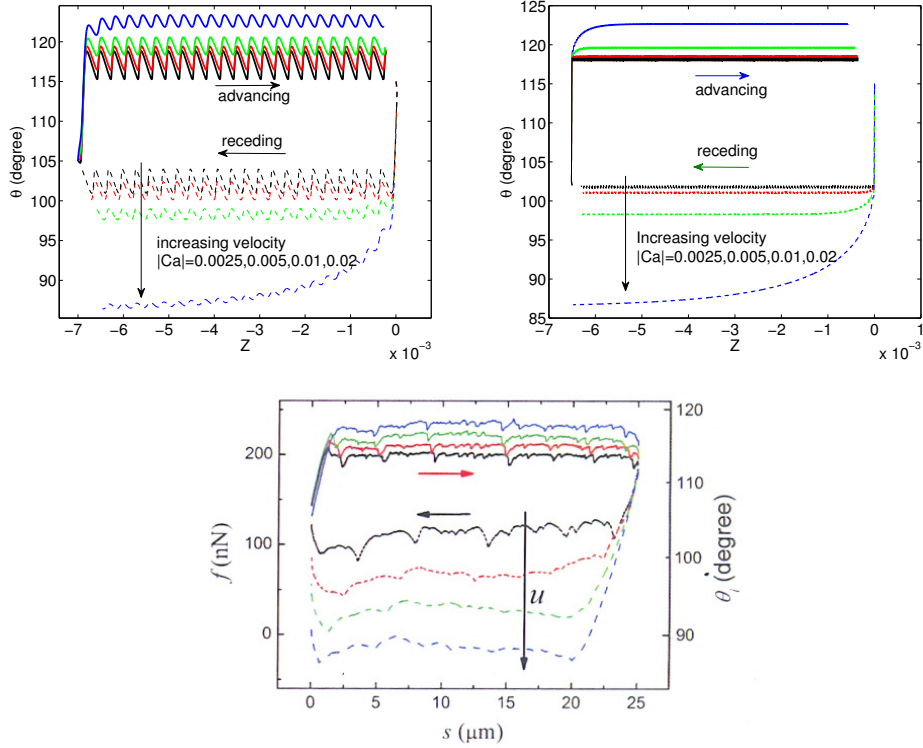 120
115
110
105
100
95
90
θ (degree)
advancing
receding
increasing velocity
|Ca|=0.0025,0.005,0.01,0.02
−7 −6 −5 −4 −3 −2 −1 0 1
Z
x 10⁻³
125
120
115
110
105
100
95
90
85
θ (degree)
advancing
receding
Increasing velocity
|Ca|=0.0025,0.005,0.01,0.02
−7 −6 −5 −4 −3 −2 −1 0 1
Z
x 10⁻³
200
100
0
f (nN)
120
110
100
90
θᵢ (degree)
u
0 5 10 15 20 25
s (μm)